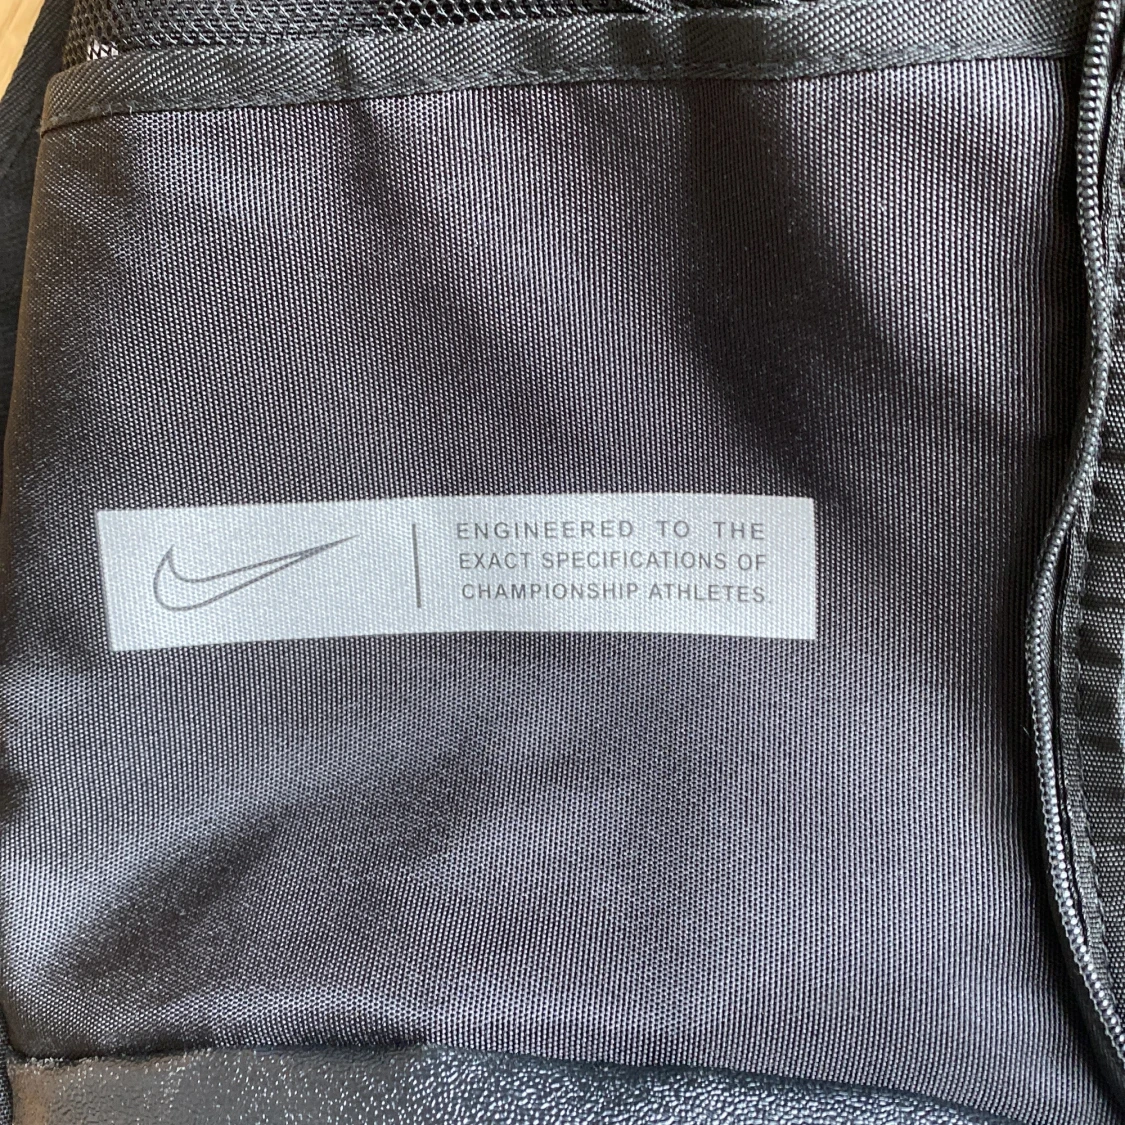 ENGINEERED TO THE
EXACT SPECIFICATIONS OF
CHAMPIONSHIP ATHLETES.